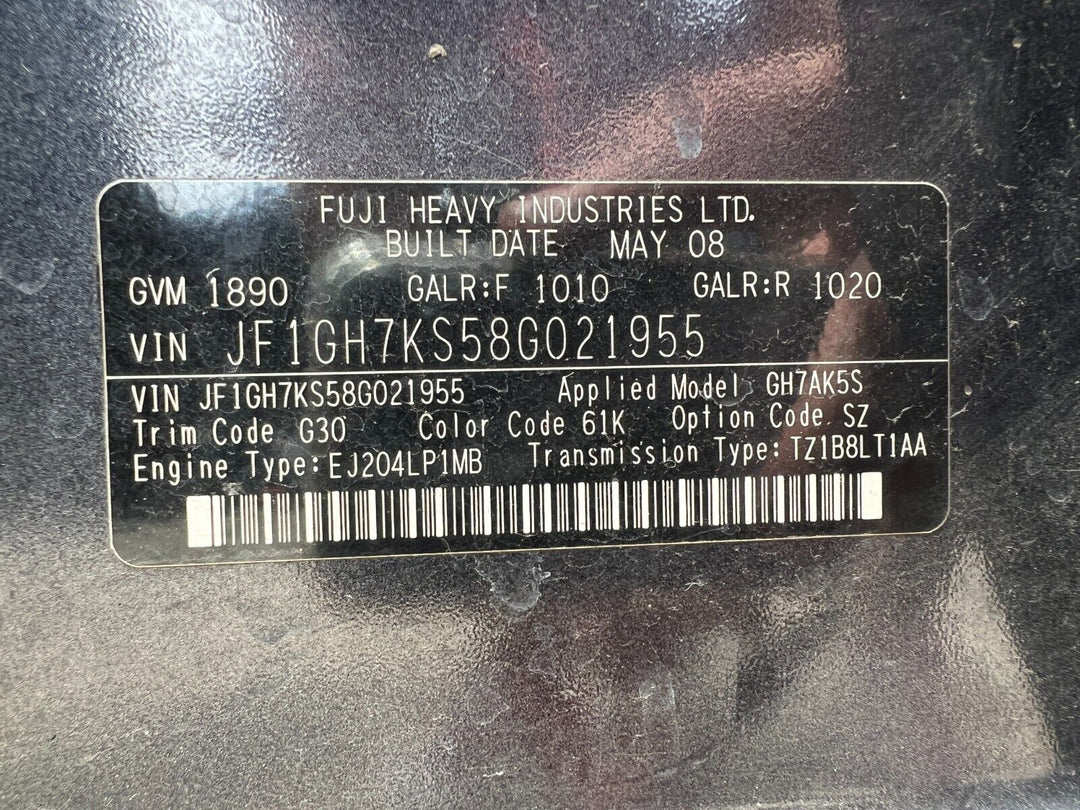 FUJI HEAVY INDUSTRIES LTD.
BUILT DATE MAY 08
GVM 1890 GALR:F 1010 GALR:R 1020
VIN JF1GH7KS58G021955
VIN JF1GH7KS58G021955 Applied Model: GH7AK5S
Trim Code G30 Color Code 61K Option Code SZ
Engine Type: EJ204LP1MB Transmission Type: TZ1B8LT1AA